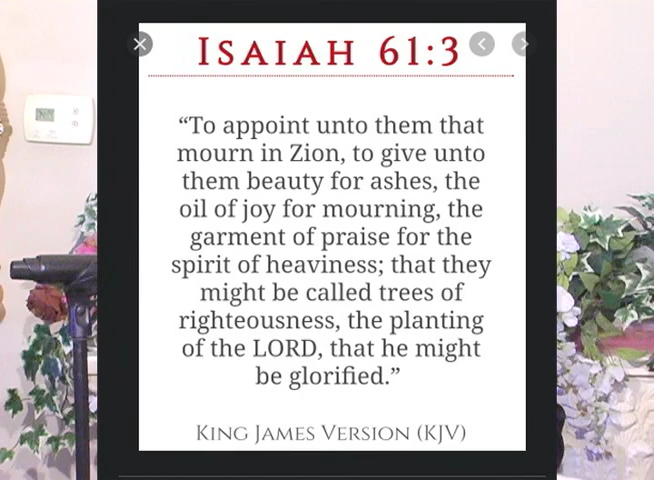 ISAIAH 61:3
“To appoint unto them that
mourn in Zion, to give unto
them beauty for ashes, the
oil of joy for mourning, the
garment of praise for the
spirit of heaviness; that they
might be called trees of
righteousness, the planting
of the LORD, that he might
be glorified.”
KING JAMES VERSION (KJV)